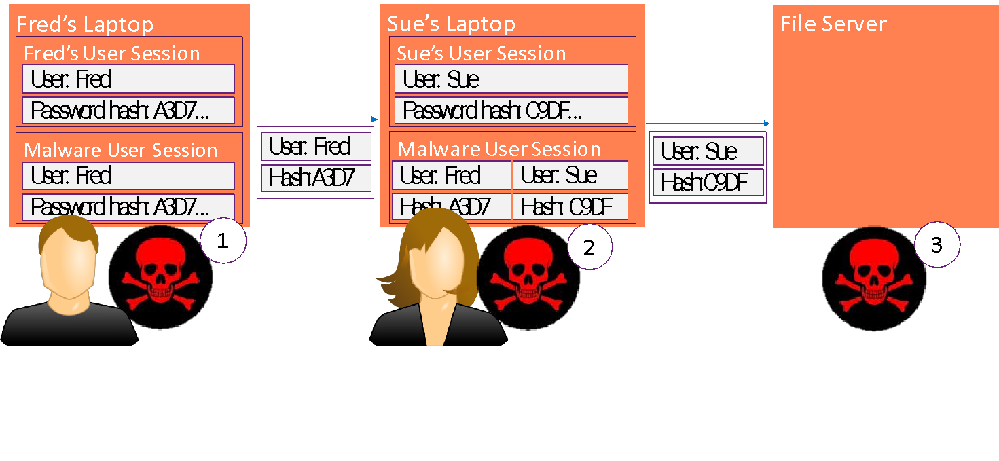 Fred's Laptop
Fred's User Session
User: Fred
Password hash: A3D7...
Malware User Session
User: Fred
Password hash: A3D7...
1
User: Fred
Hash:A3D7
Sue's Laptop
Sue's User Session
User: Sue
Password hash: C9DF...
Malware User Session
User: Fred
User: Sue
Hash: A3D7
Hash: C9DF
2
User: Sue
Hash:C9DF
File Server
3